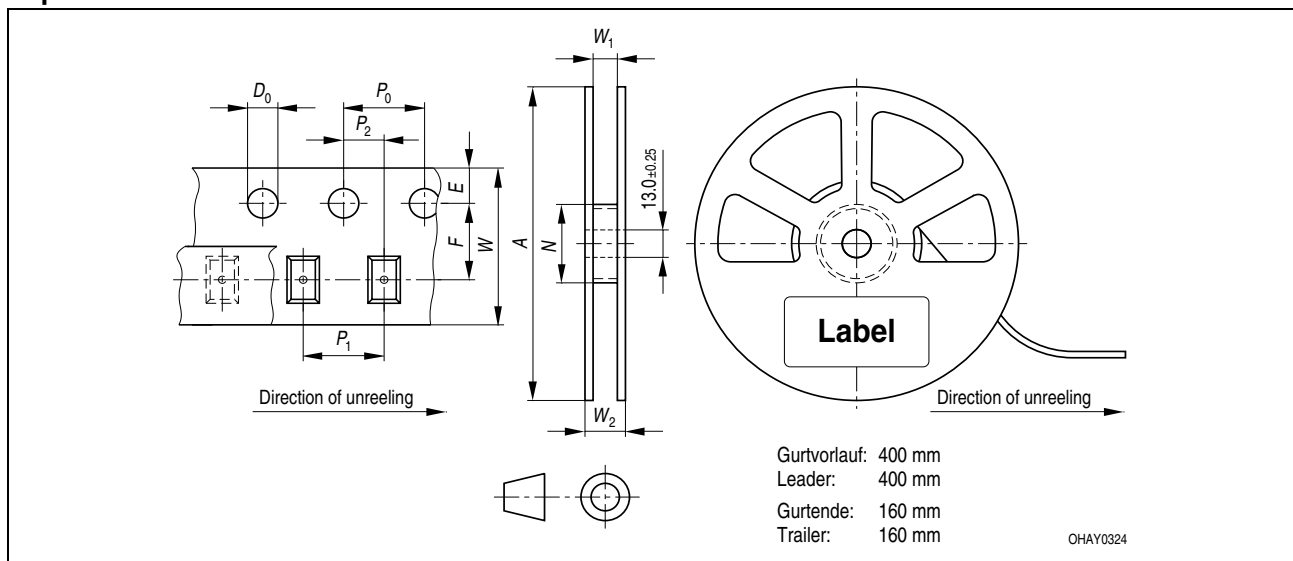 W₁
D₀
P₀
P₂
E
F
W
A
N
13.0±0.25
P₁
W₂
Label
Direction of unreeling
Direction of unreeling
Gurtvorlauf: 400 mm
Leader: 400 mm
Gurtende: 160 mm
Trailer: 160 mm
OHAY0324